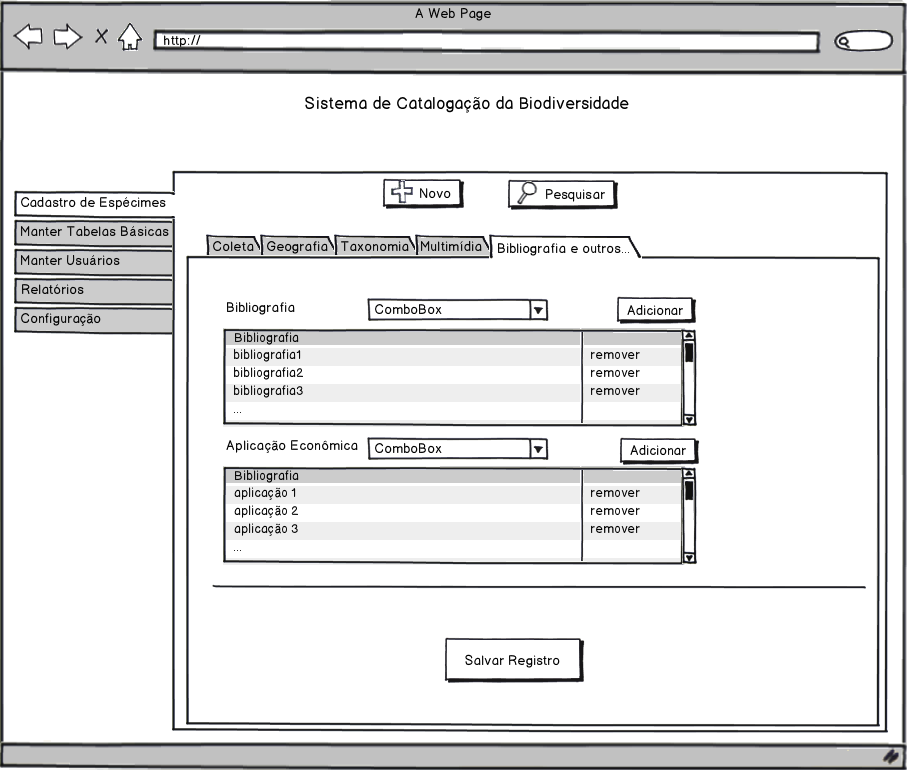 A Web Page
http://
Sistema de Catalogação da Biodiversidade
Novo
Pesquisar
Cadastro de Espécimes
Manter Tabelas Básicas
Manter Usuários
Relatórios
Configuração
Coleta
Geografia
Taxonomia
Multimídia
Bibliografia e outros...
Bibliografia
ComboBox
Adicionar
Bibliografia
bibliografia1 remover
bibliografia2 remover
bibliografia3 remover
...
Aplicação Econômica
ComboBox
Adicionar
Bibliografia
aplicação 1 remover
aplicação 2 remover
aplicação 3 remover
...
Salvar Registro